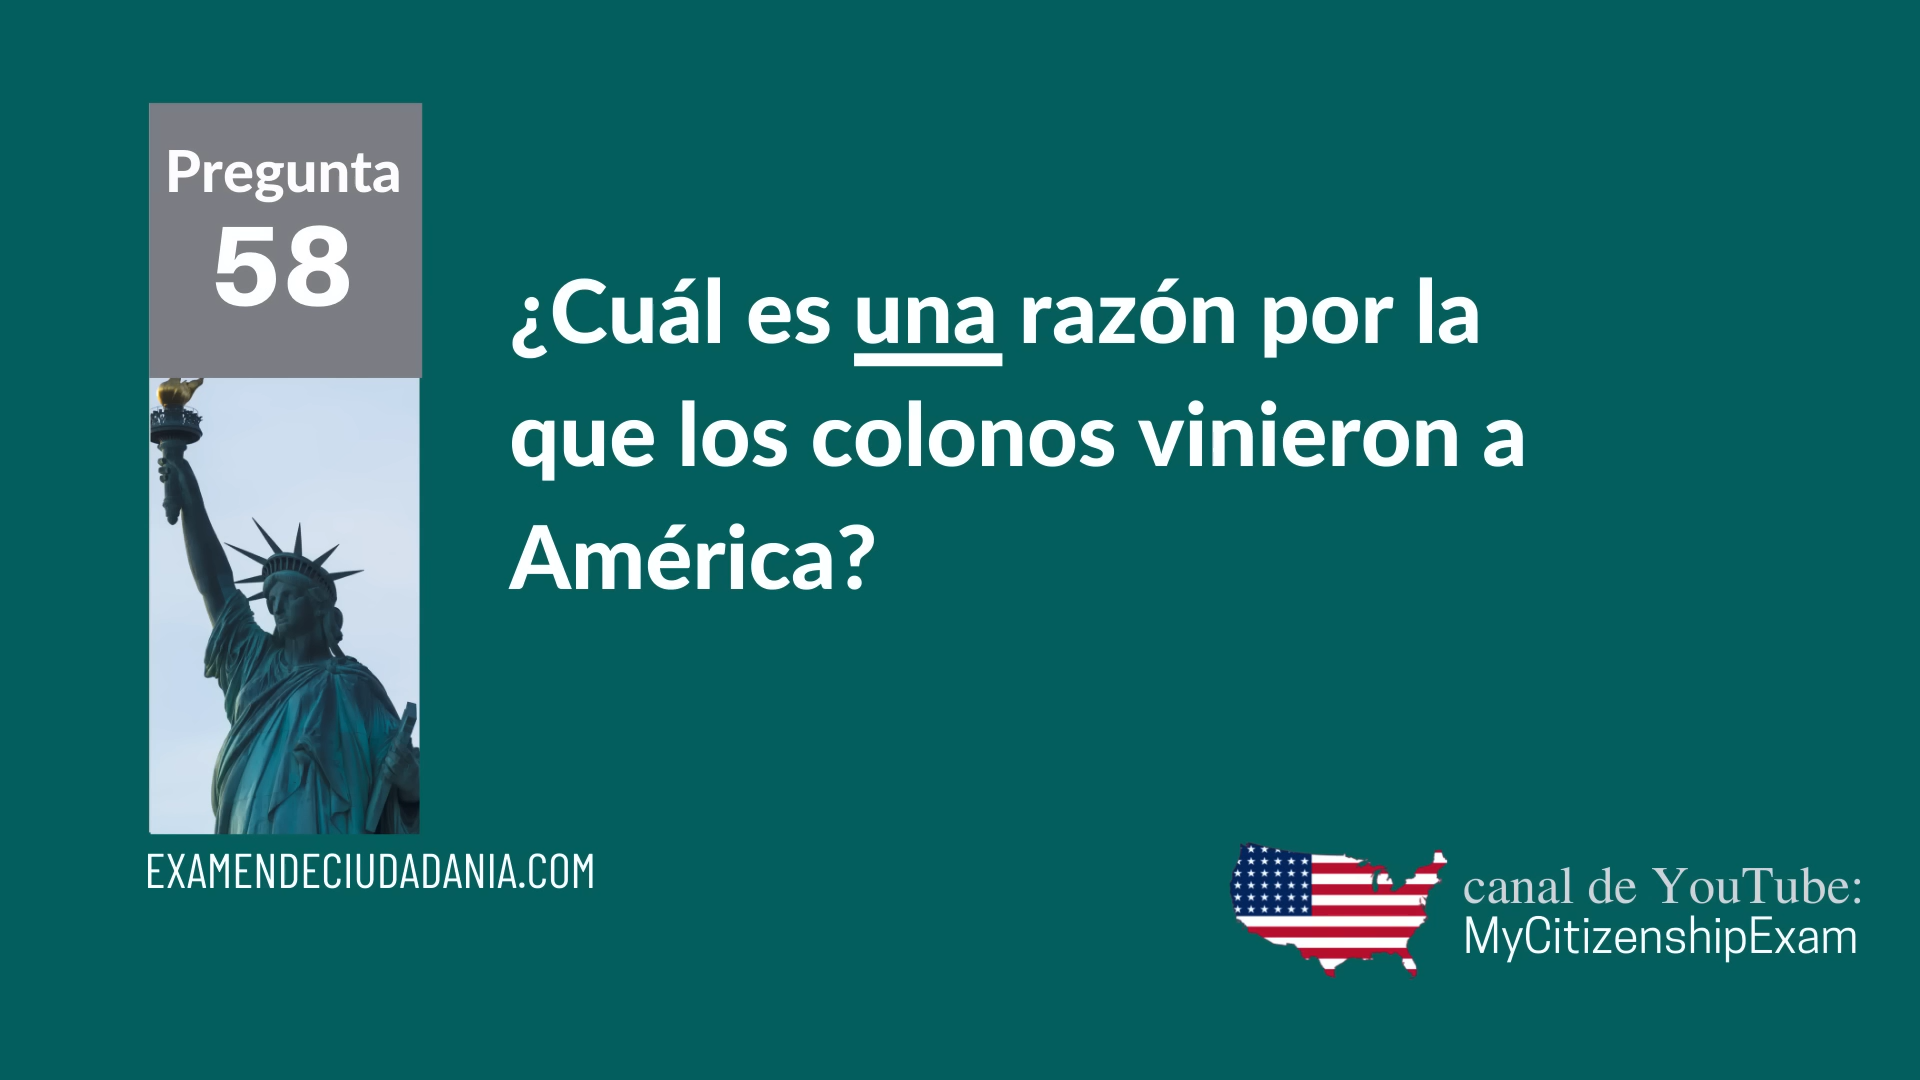 Pregunta
58
¿Cuál es una razón por la
que los colonos vinieron a
América?
EXAMENDECIUDADANIA.COM
canal de YouTube:
MyCitizenshipExam